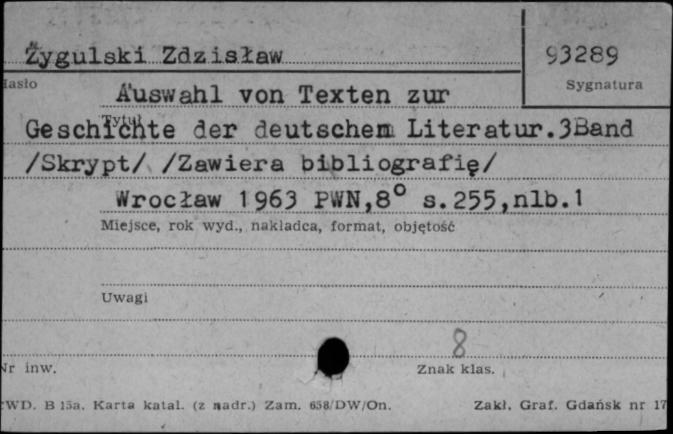 Żygulski Zdzisław 93289
Hasło Sygnatura
Auswahl von Texten zur
Tytuł
Geschichte der deutschen Literatur.3Band
/Skrypt/ /Zawiera bibliografię/
Wrocław 1963 PWN,8° s.255,nlb.1
Miejsce, rok wyd., nakładca, format, objętość
Uwagi
8
Nr inw. Znak klas.
WD. B 15a. Karta katal. (z nadr.) Zam. 658/DW/On. Zakł. Graf. Gdańsk nr 17